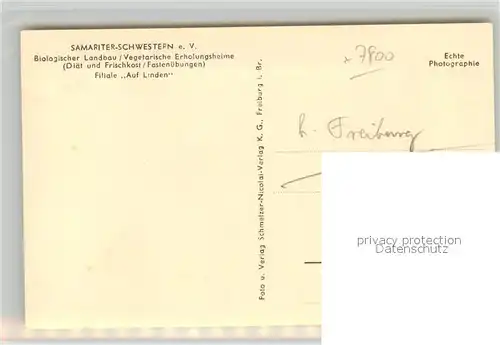 SAMARITER-SCHWESTERN e. V.
Biologischer Landbau / Vegetarische Erholungsheime
(Diät und Frischkost / Fastenübungen)
Filiale „Auf Linden"
Foto u. Verlag Schmelzer-Nicolai-Verlag K. G., Freiburg i. Br.
x 7800
Echte
Photographie
b. Freiburg
privacy protection
Datenschutz